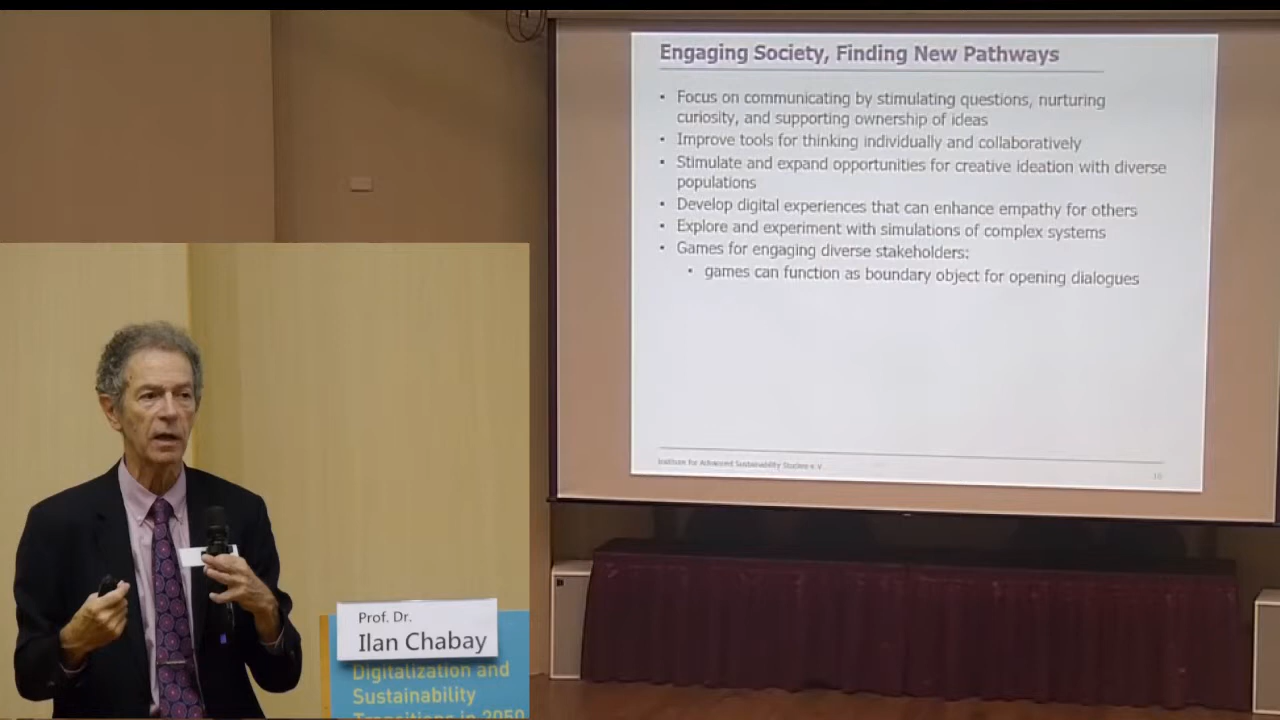 Engaging Society, Finding New Pathways
• Focus on communicating by stimulating questions, nurturing
curiosity, and supporting ownership of ideas
• Improve tools for thinking individually and collaboratively
• Stimulate and expand opportunities for creative ideation with diverse
populations
• Develop digital experiences that can enhance empathy for others
• Explore and experiment with simulations of complex systems
• Games for engaging diverse stakeholders:
• games can function as boundary object for opening dialogues
Institute for Advanced Sustainability Studies e.V.
10
Prof. Dr.
Ilan Chabay
Digitalization and
Sustainability
Transitions in 2050